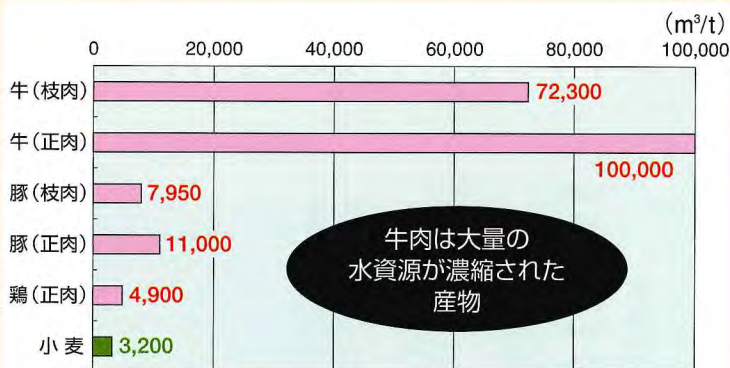 (m³/t)
0 20,000 40,000 60,000 80,000 100,000
牛(枝肉) 72,300
牛(正肉)
100,000
豚(枝肉) 7,950
豚(正肉) 11,000
鶏(正肉) 4,900
小麦 3,200
牛肉は大量の
水資源が濃縮された
産物